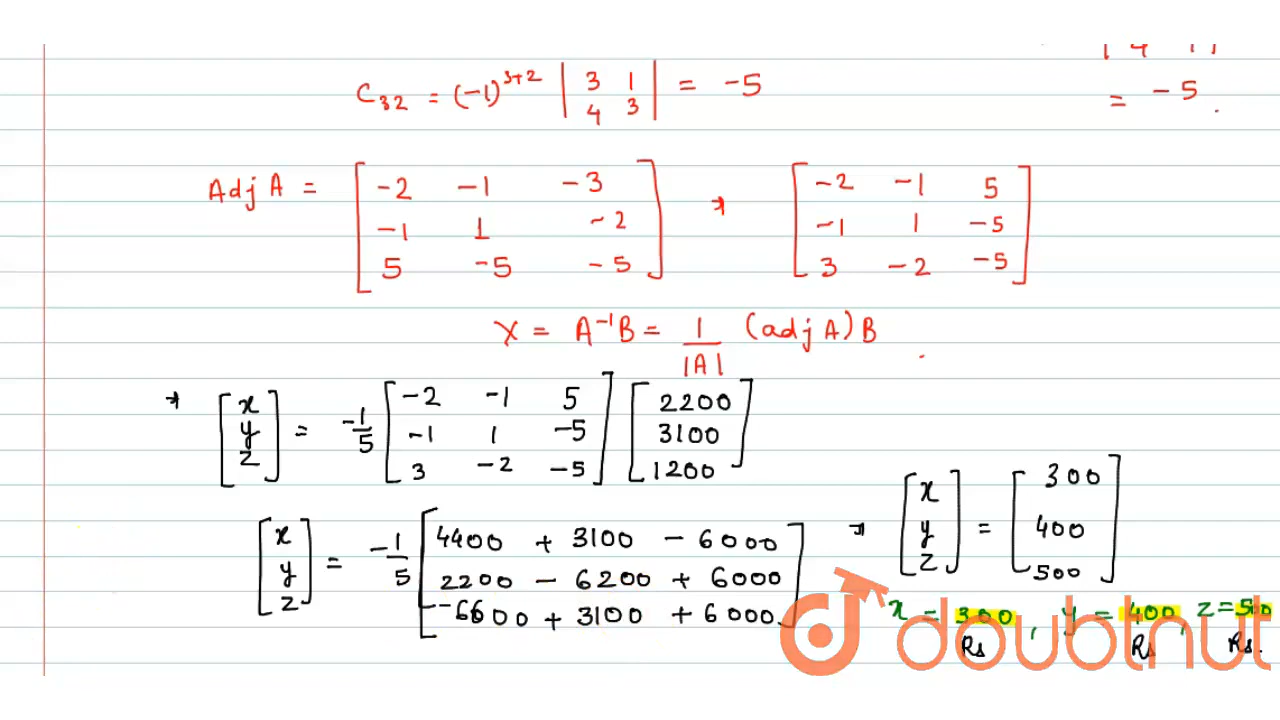 C32 = (-1)^3+2 | 3 1 | = -5
| 4 3 |
= -5.
Adj A = [ -2 -1 -3 ] → [ -2 -1 5 ]
[ -1 1 -2 ] [ -1 1 -5 ]
[ 5 -5 -5 ] [ 3 -2 -5 ]
X = A^-1 B = 1/|A| (adj A) B
→ [ x ] = -1/5 [ -2 -1 5 ] [ 2200 ]
[ y ] [ -1 1 -5 ] [ 3100 ]
[ z ] [ 3 -2 -5 ] [ 1200 ]
[ x ] = -1/5 [ 4400 + 3100 - 6000 ]
[ y ] [ 2200 - 6200 + 6000 ]
[ z ] [ -6600 + 3100 + 6000 ]
→ [ x ] = [ 300 ]
[ y ] [ 400 ]
[ z ] [ 500 ]
x = 300, y = 400, z = 500
Rs Rs Rs.
doubtnut